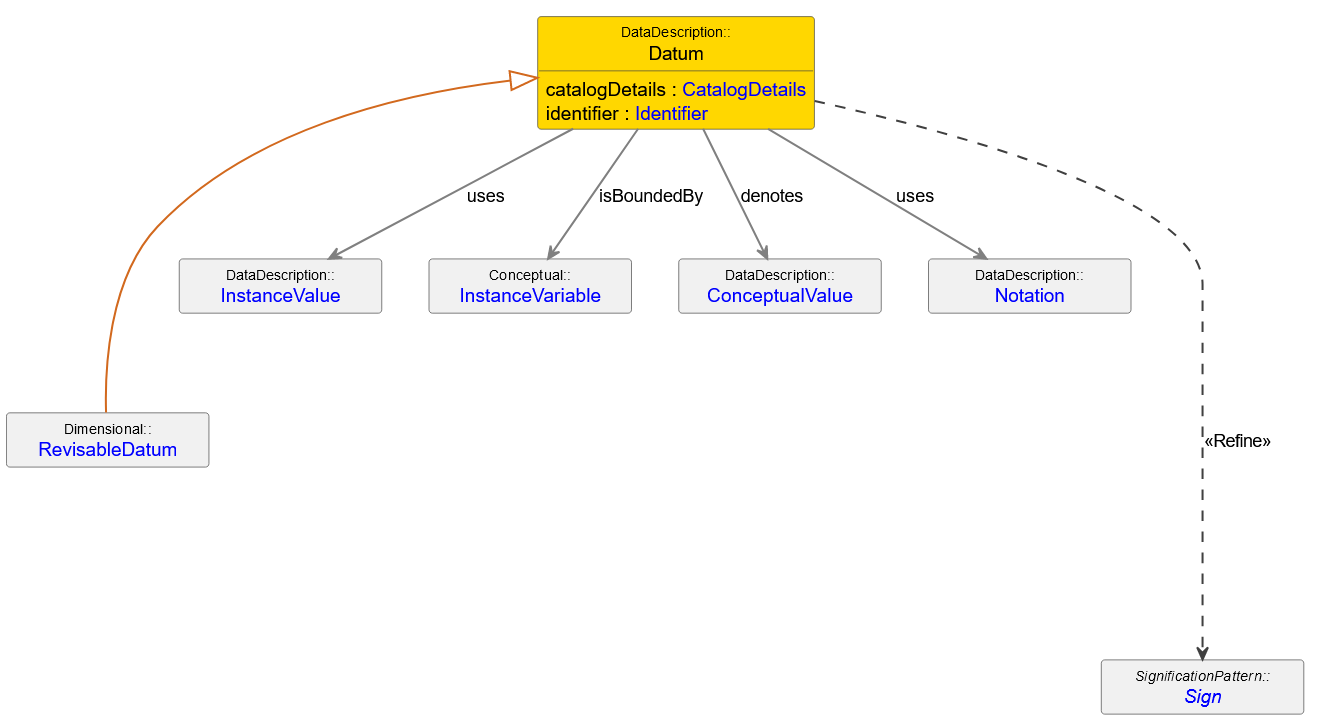 DataDescription::
Datum
catalogDetails : CatalogDetails
identifier : Identifier
uses
isBoundedBy
denotes
uses
DataDescription::
InstanceValue
Conceptual::
InstanceVariable
DataDescription::
ConceptualValue
DataDescription::
Notation
Dimensional::
RevisableDatum
«Refine»
SignificationPattern::
Sign